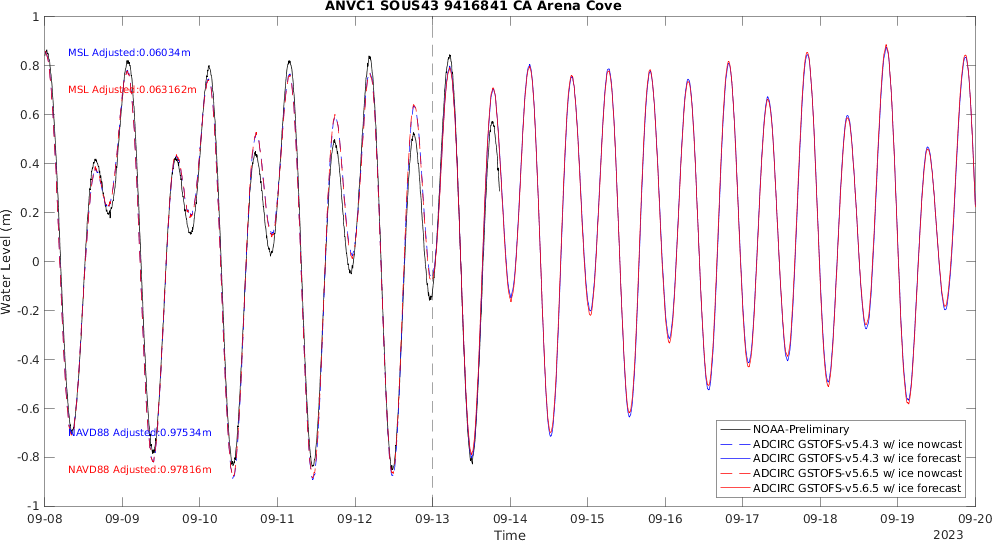 ANVC1 SOUS43 9416841 CA Arena Cove
MSL Adjusted:0.06034m
MSL Adjusted:0.063162m
NAVD88 Adjusted:0.97534m
NAVD88 Adjusted:0.97816m
Water Level (m)
1
0.8
0.6
0.4
0.2
0
-0.2
-0.4
-0.6
-0.8
-1
NOAA-Preliminary
ADCIRC GSTOFS-v5.4.3 w/ ice nowcast
ADCIRC GSTOFS-v5.4.3 w/ ice forecast
ADCIRC GSTOFS-v5.6.5 w/ ice nowcast
ADCIRC GSTOFS-v5.6.5 w/ ice forecast
09-08 09-09 09-10 09-11 09-12 09-13 09-14 09-15 09-16 09-17 09-18 09-19 09-20
Time
2023